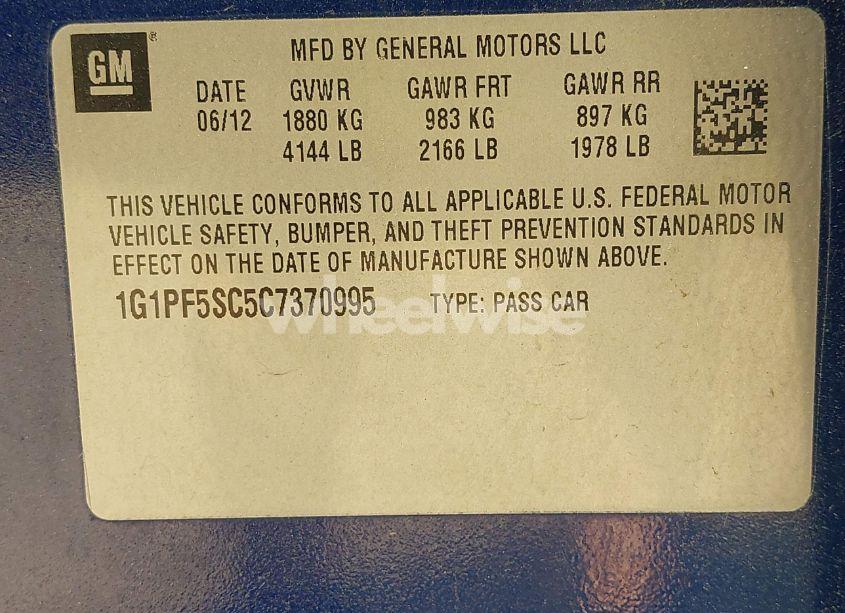 GM ®
MFD BY GENERAL MOTORS LLC
DATE GVWR GAWR FRT GAWR RR
06/12 1880 KG 983 KG 897 KG
4144 LB 2166 LB 1978 LB
THIS VEHICLE CONFORMS TO ALL APPLICABLE U.S. FEDERAL MOTOR
VEHICLE SAFETY, BUMPER, AND THEFT PREVENTION STANDARDS IN
EFFECT ON THE DATE OF MANUFACTURE SHOWN ABOVE.
1G1PF5SC5C7370995 TYPE: PASS CAR
wheelwise